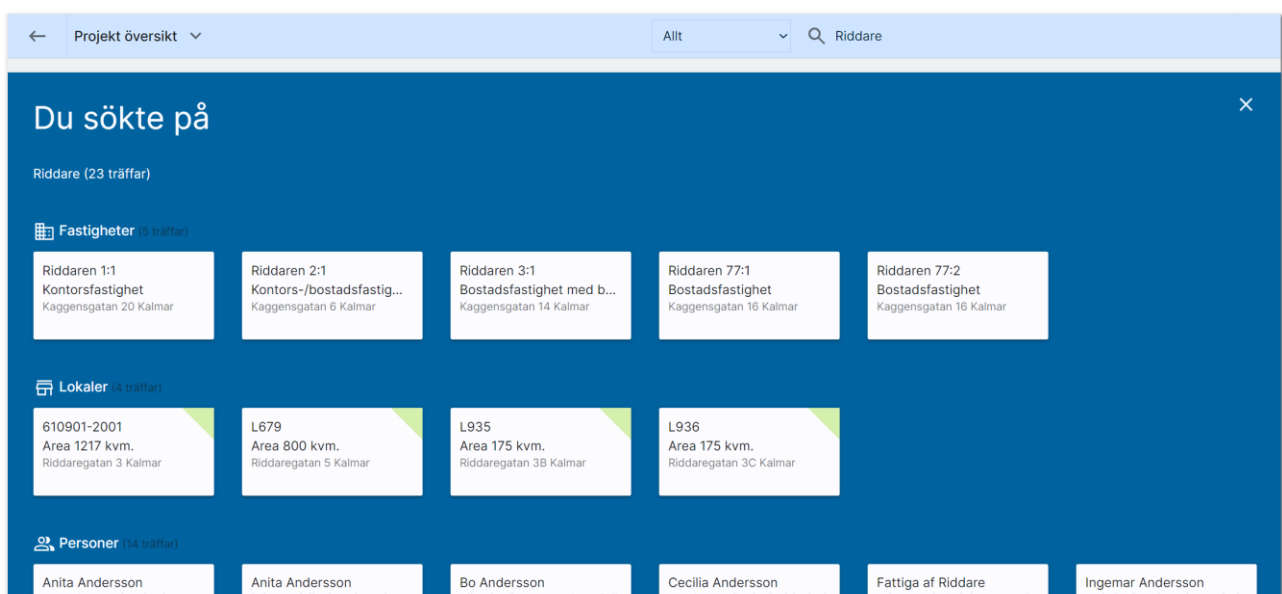 Projekt översikt
Allt
Riddare
Du sökte på
Riddare (23 träffar)
Fastigheter (5 träffar)
Riddaren 1:1
Kontorsfastighet
Kaggensgatan 20 Kalmar
Riddaren 2:1
Kontors-/bostadsfastig...
Kaggensgatan 6 Kalmar
Riddaren 3:1
Bostadsfastighet med b...
Kaggensgatan 14 Kalmar
Riddaren 77:1
Bostadsfastighet
Kaggensgatan 16 Kalmar
Riddaren 77:2
Bostadsfastighet
Kaggensgatan 16 Kalmar
Lokaler (4 träffar)
610901-2001
Area 1217 kvm.
Riddaregatan 3 Kalmar
L679
Area 800 kvm.
Riddaregatan 5 Kalmar
L935
Area 175 kvm.
Riddaregatan 3B Kalmar
L936
Area 175 kvm.
Riddaregatan 3C Kalmar
Personer (14 träffar)
Anita Andersson
Anita Andersson
Bo Andersson
Cecilia Andersson
Fattiga af Riddare
Ingemar Andersson